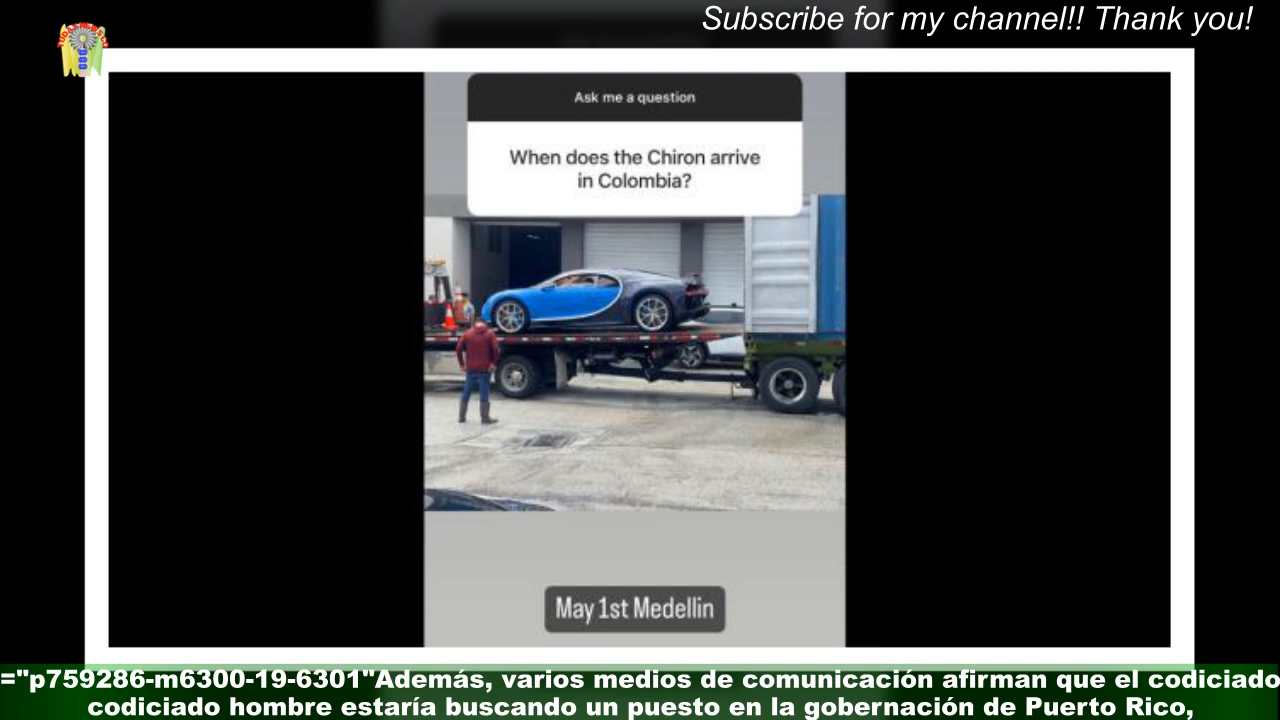 Subscribe for my channel!! Thank you!
Ask me a question
When does the Chiron arrive
in Colombia?
May 1st Medellin
="p759286-m6300-19-6301"Además, varios medios de comunicación afirman que el codiciado
codiciado hombre estaría buscando un puesto en la gobernación de Puerto Rico,